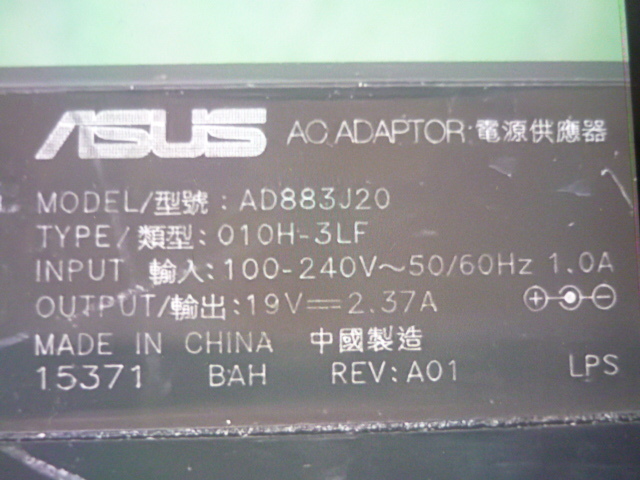 ASUS AC ADAPTOR 電源供應器
MODEL/型號 : AD883J20
TYPE/類型: 010H-3LF
INPUT 輸入:100-240V～50/60Hz 1.0A
OUTPUT/輸出:19V⎓2.37A
MADE IN CHINA 中國製造
15371 BAH REV:A01 LPS